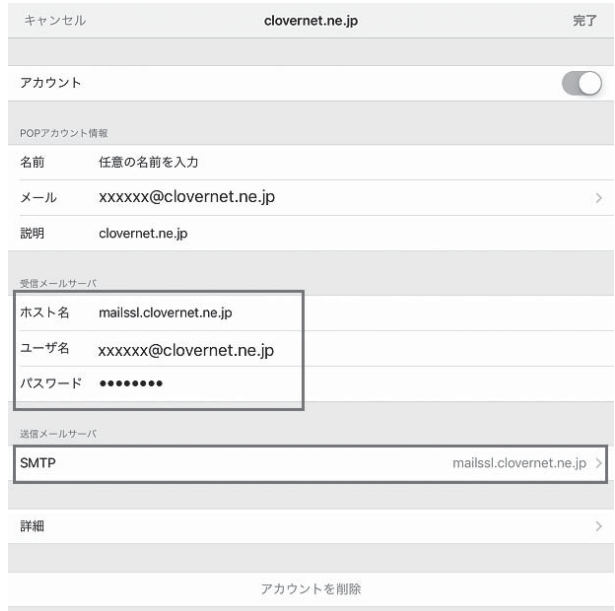 キャンセル clovernet.ne.jp 完了
アカウント
POPアカウント情報
名前 任意の名前を入力
メール xxxxxx@clovernet.ne.jp
説明 clovernet.ne.jp
受信メールサーバ
ホスト名 mailssl.clovernet.ne.jp
ユーザ名 xxxxxx@clovernet.ne.jp
パスワード ●●●●●●●●
送信メールサーバ
SMTP mailssl.clovernet.ne.jp
詳細
アカウントを削除